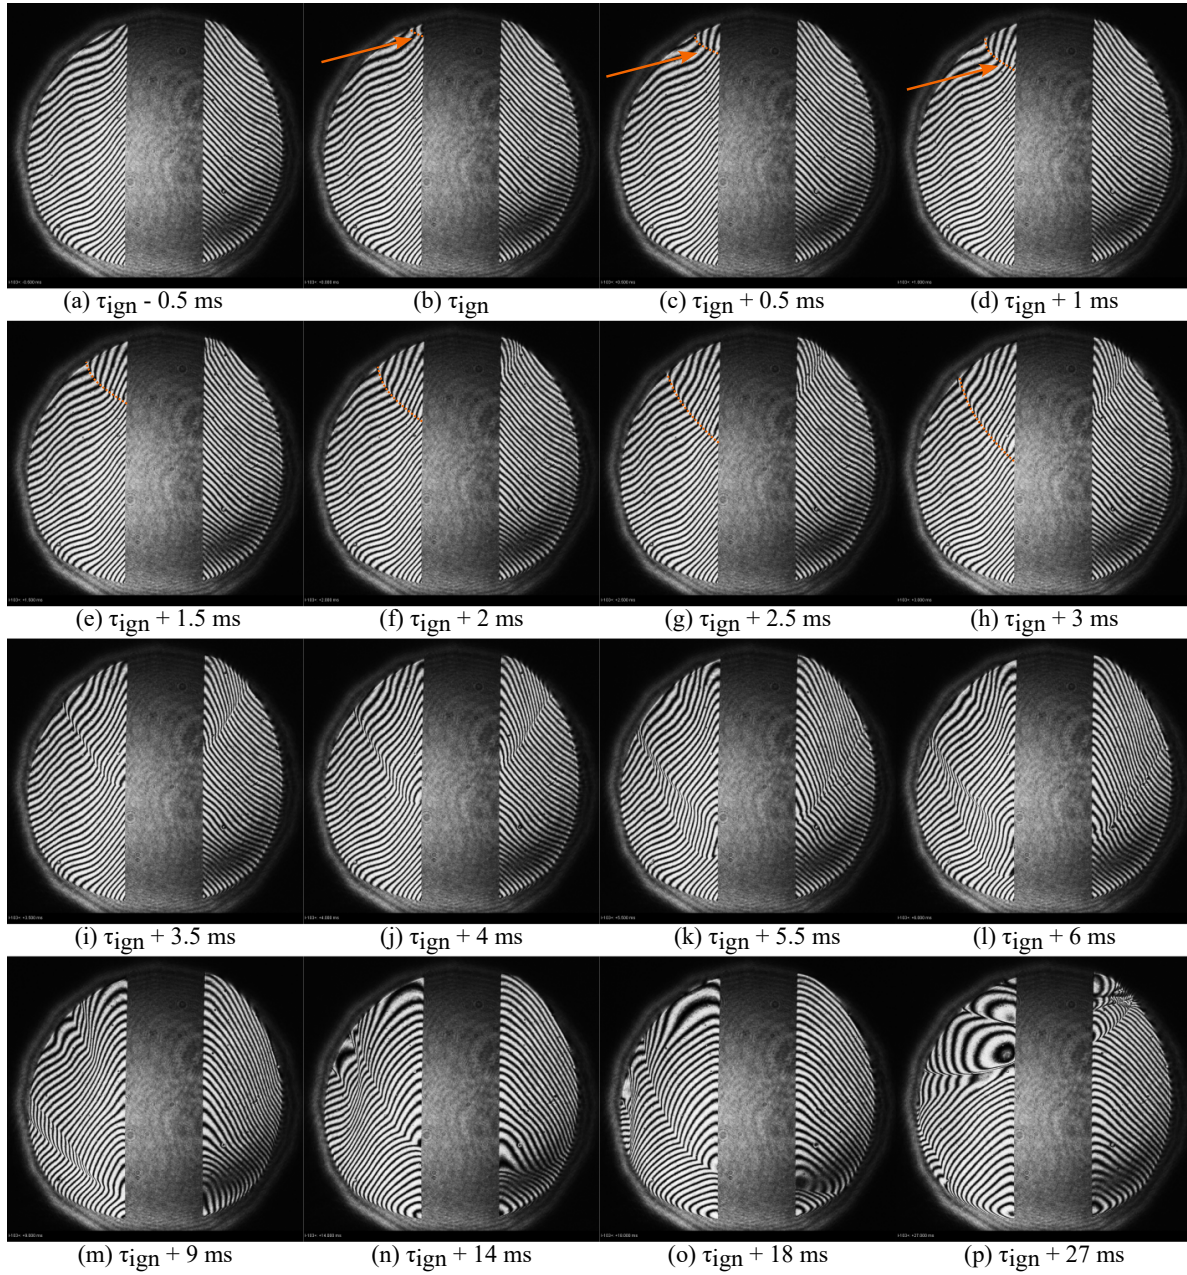 (a) τign - 0.5 ms
(b) τign
(c) τign + 0.5 ms
(d) τign + 1 ms
(e) τign + 1.5 ms
(f) τign + 2 ms
(g) τign + 2.5 ms
(h) τign + 3 ms
(i) τign + 3.5 ms
(j) τign + 4 ms
(k) τign + 5.5 ms
(l) τign + 6 ms
(m) τign + 9 ms
(n) τign + 14 ms
(o) τign + 18 ms
(p) τign + 27 ms